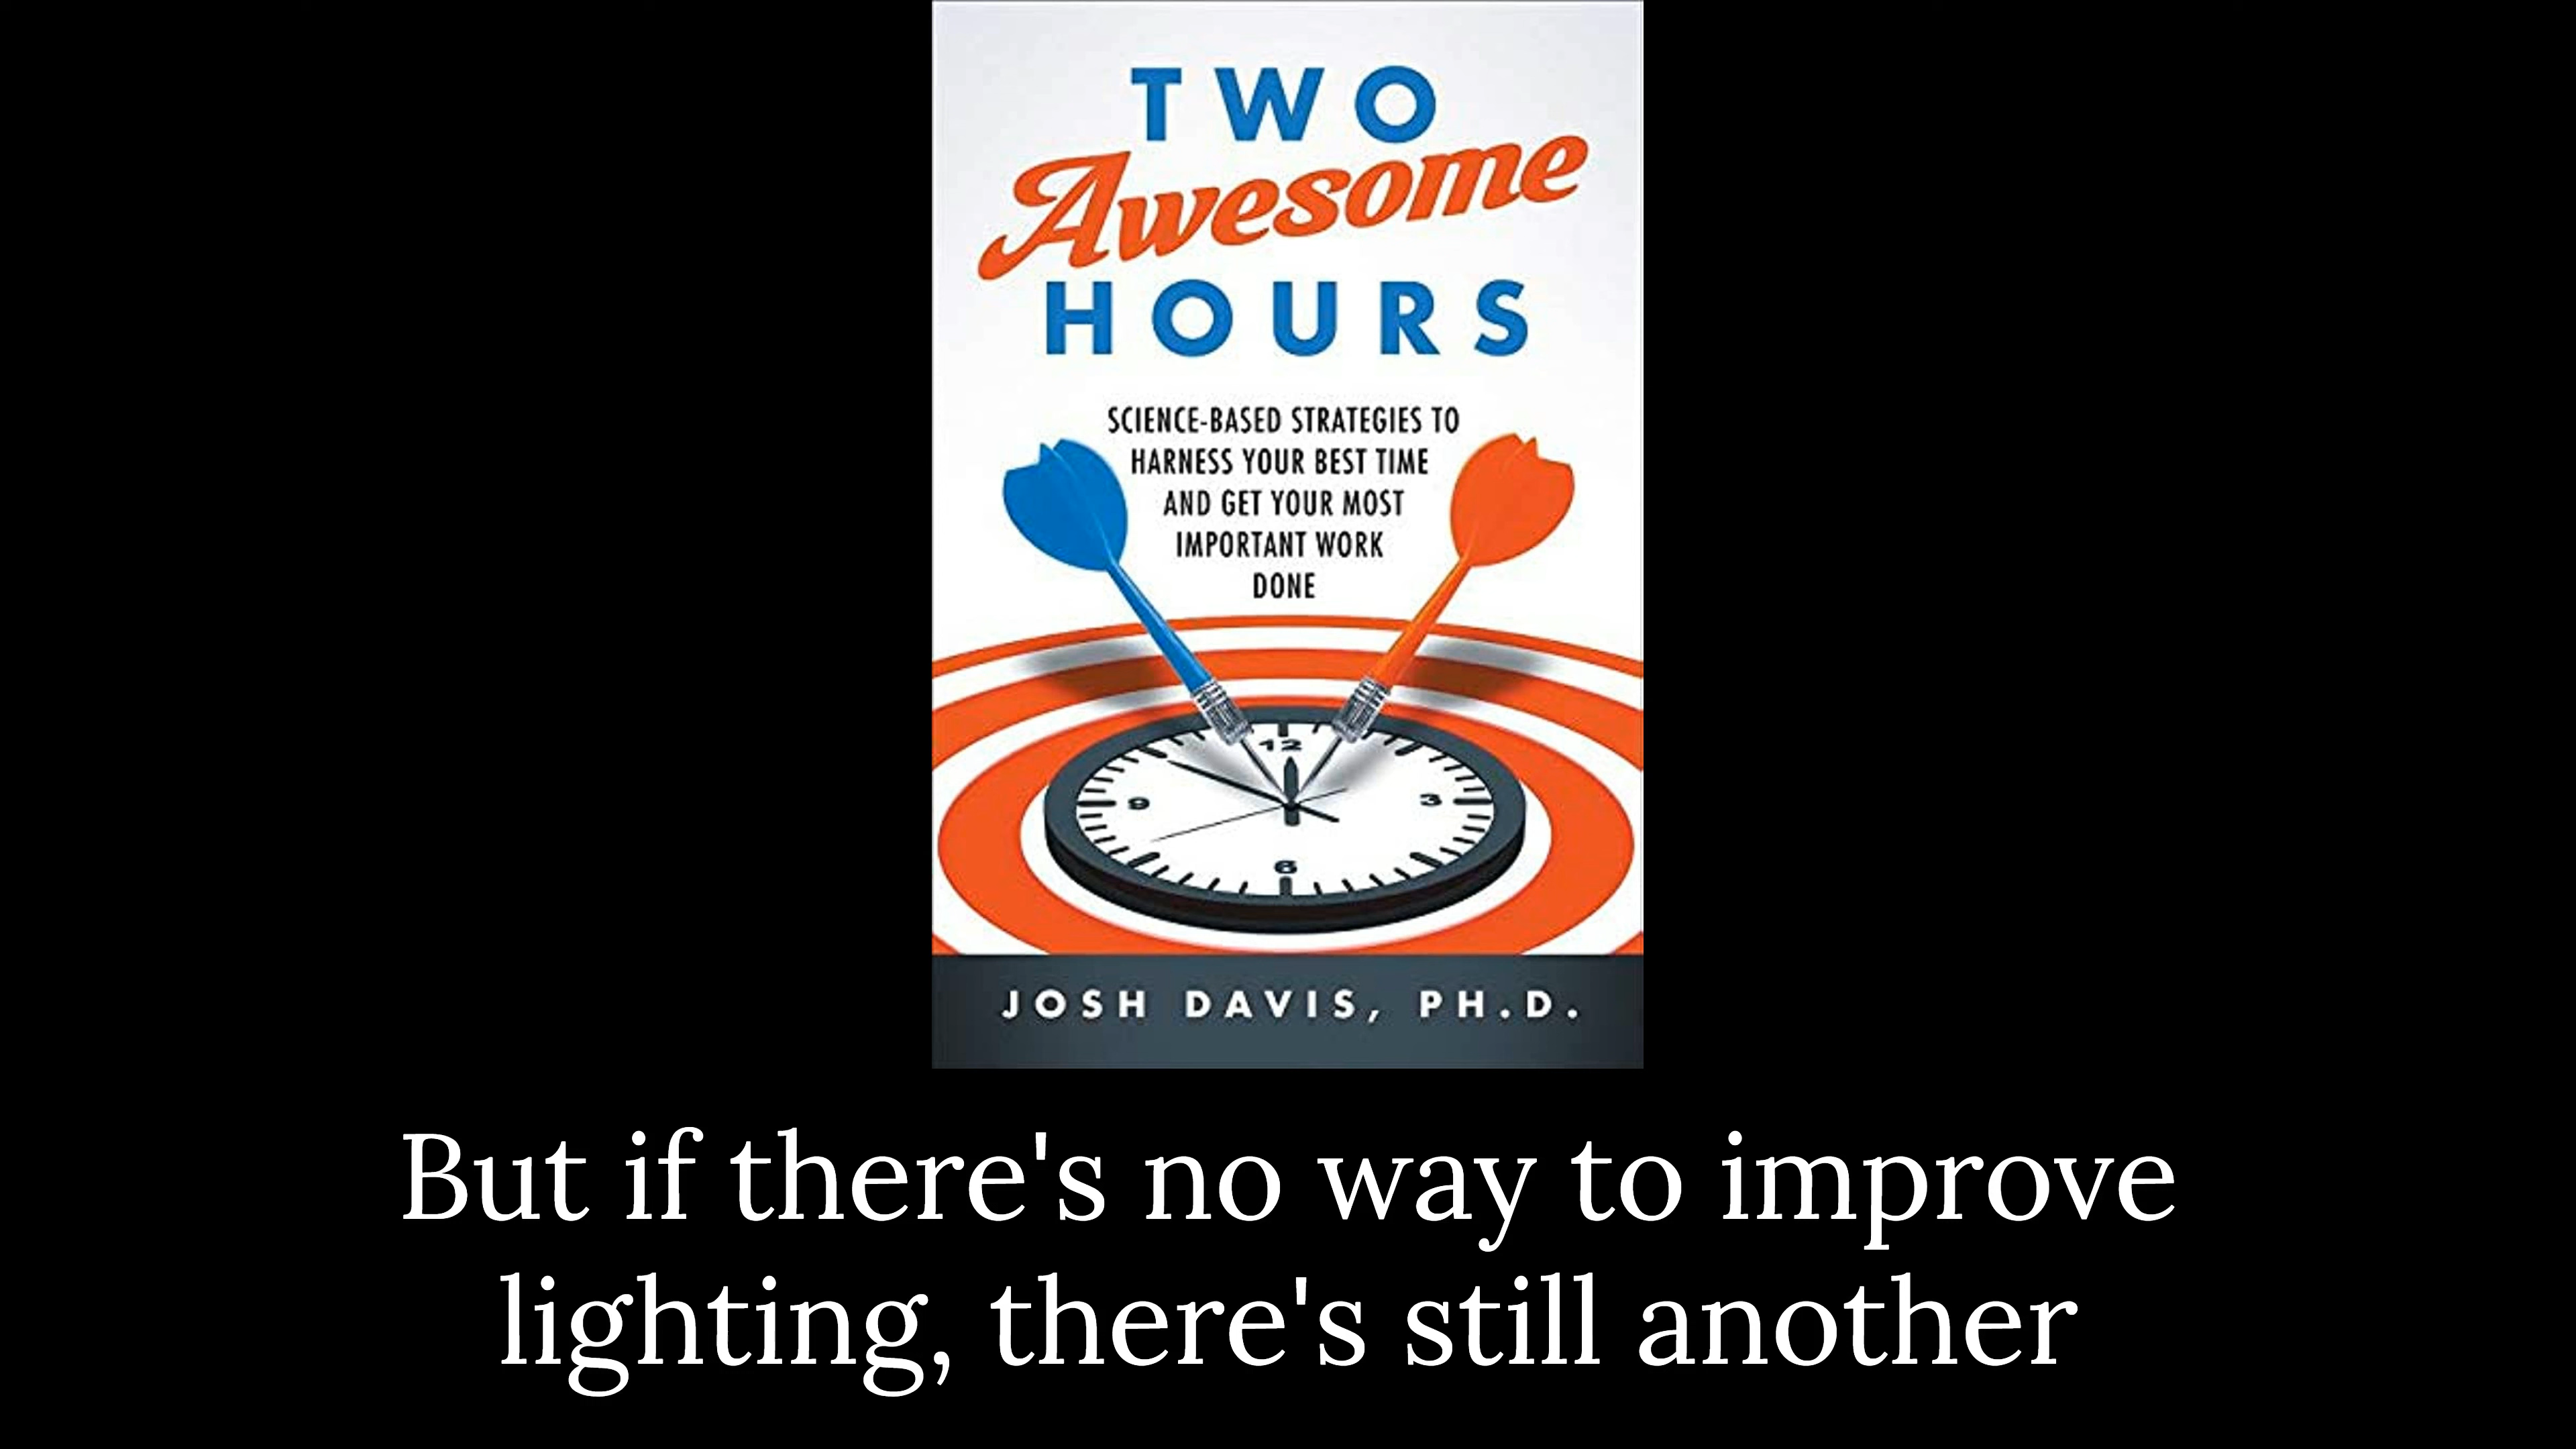 TWO
Awesome
HOURS
SCIENCE-BASED STRATEGIES TO
HARNESS YOUR BEST TIME
AND GET YOUR MOST
IMPORTANT WORK
DONE
12
9
3
6
JOSH DAVIS, PH.D.
But if there's no way to improve
lighting, there's still another